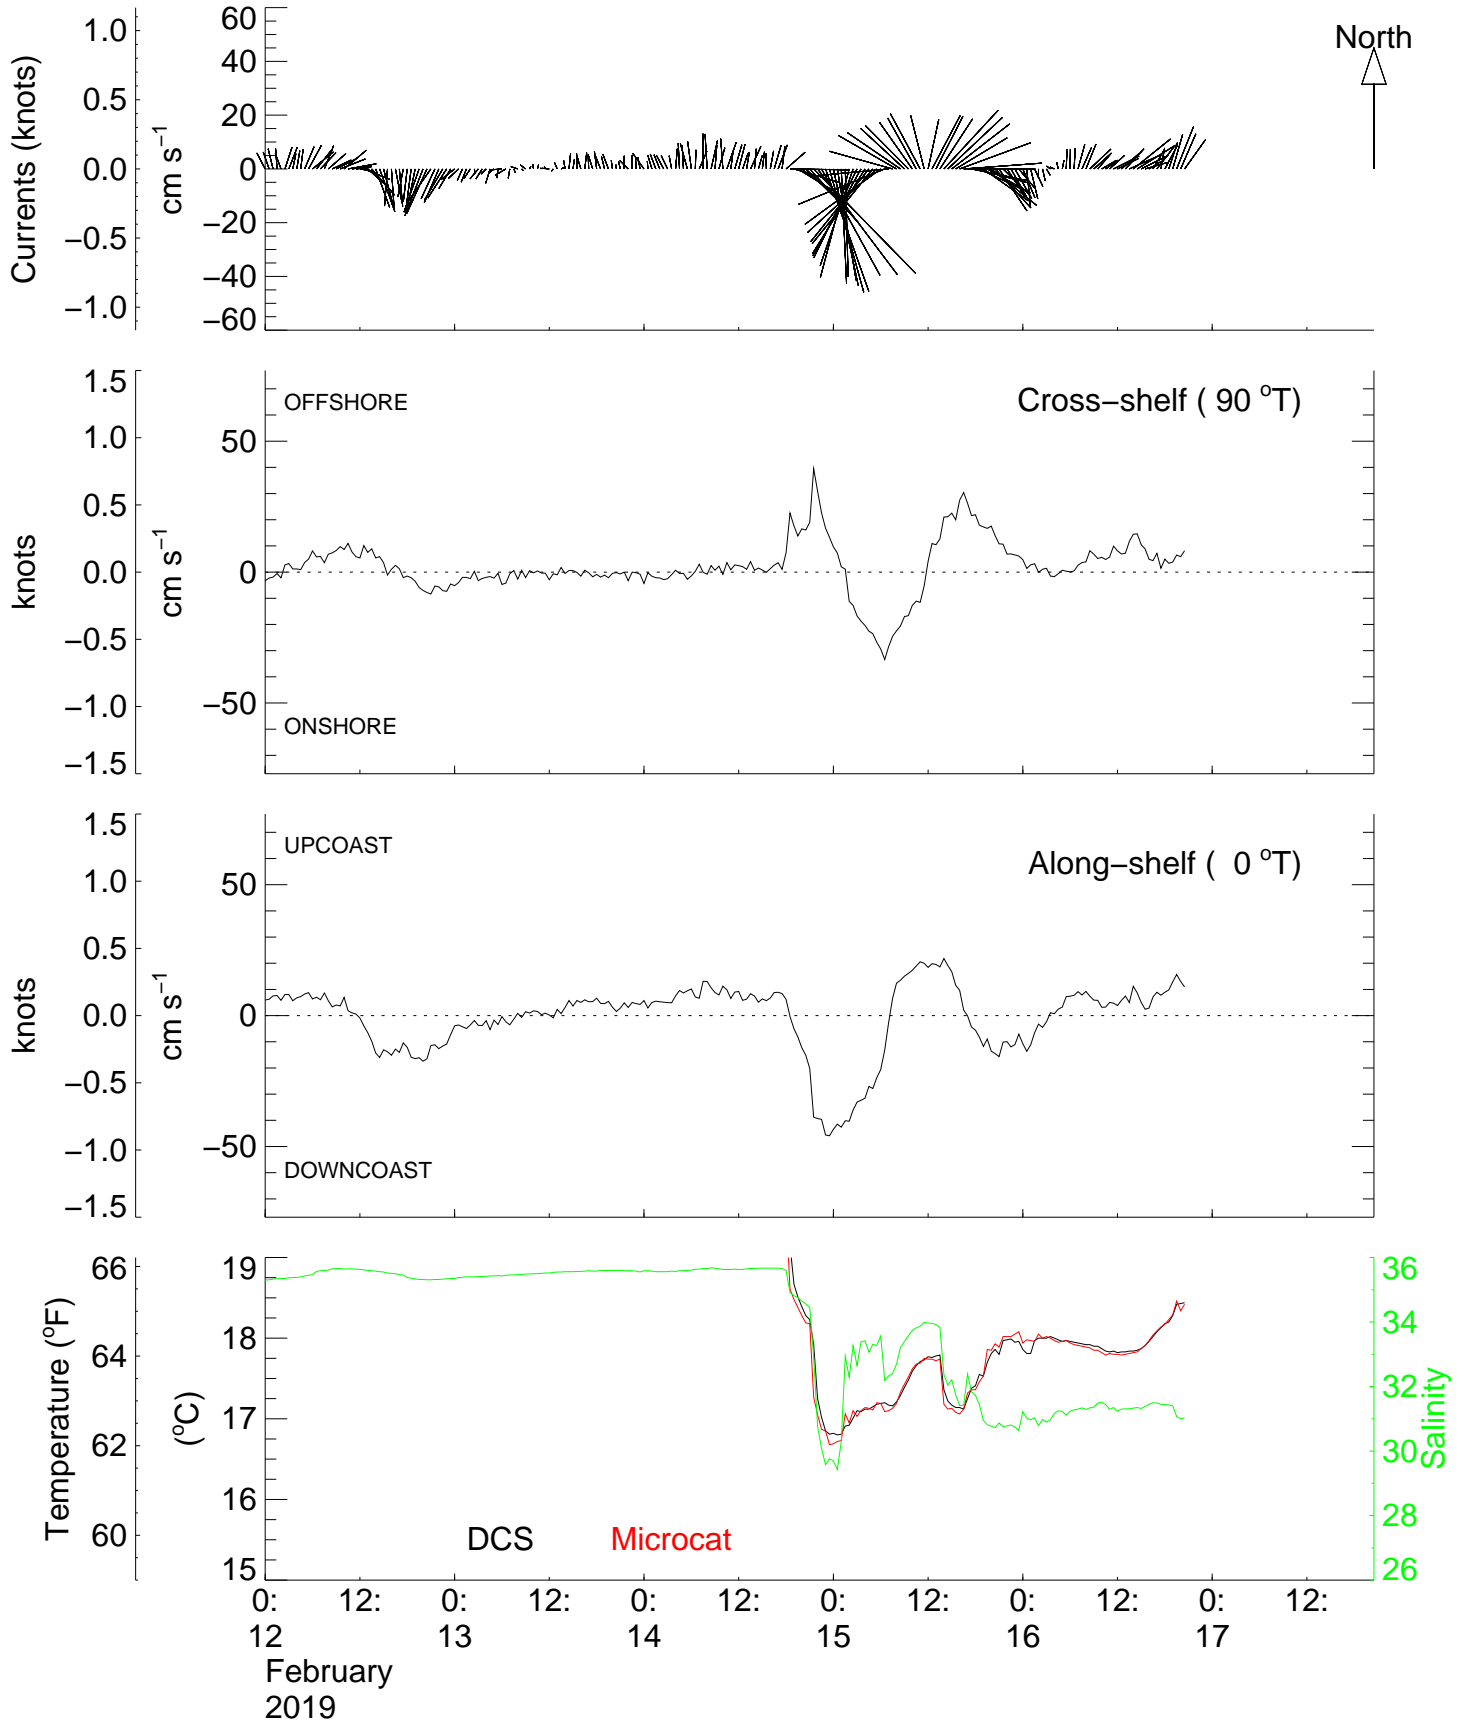 North
Currents (knots)
1.0
0.5
0.0
−0.5
−1.0
cm s⁻¹
60
40
20
0
−20
−40
−60
OFFSHORE
Cross−shelf ( 90 °T)
ONSHORE
knots
1.5
1.0
0.5
0.0
−0.5
−1.0
−1.5
cm s⁻¹
50
0
−50
UPCOAST
Along−shelf ( 0 °T)
DOWNCOAST
knots
1.5
1.0
0.5
0.0
−0.5
−1.0
−1.5
cm s⁻¹
50
0
−50
Temperature (°F)
66
64
62
60
(°C)
19
18
17
16
15
DCS Microcat
36
34
32
30
28
26
Salinity
0: 12: 0: 12: 0: 12: 0: 12: 0: 12: 0: 12:
12 13 14 15 16 17
February
2019